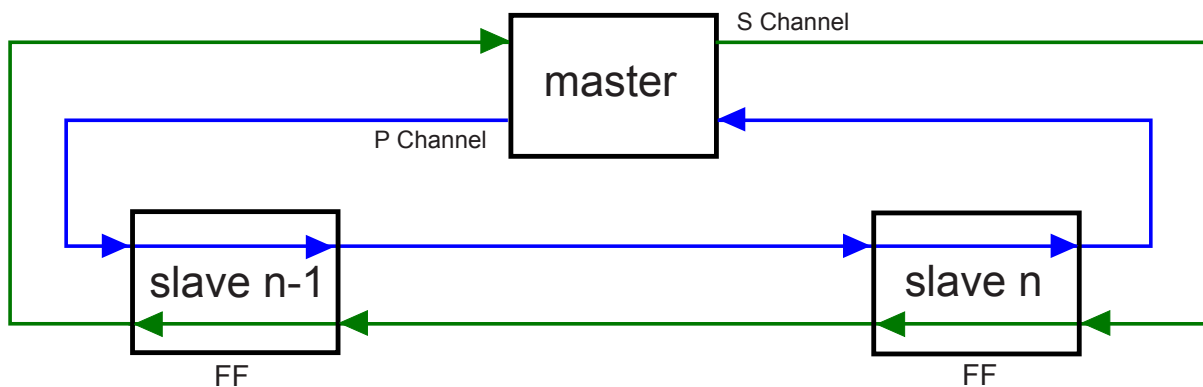 S Channel
master
P Channel
slave n-1
slave n
FF
FF